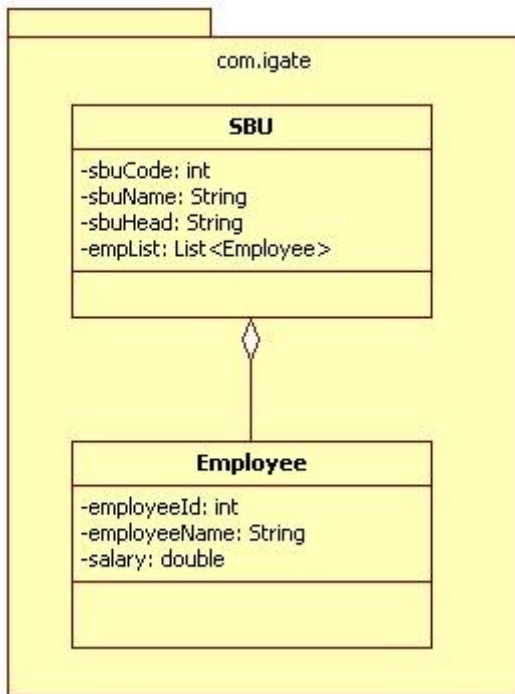 com.igate
SBU
-sbuCode: int
-sbuName: String
-sbuHead: String
-empList: List<Employee>
Employee
-employeeId: int
-employeeName: String
-salary: double